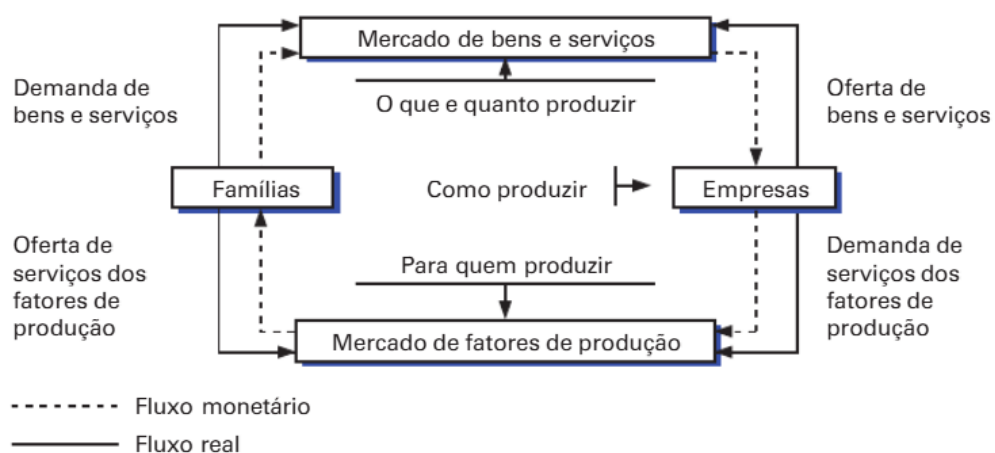 Mercado de bens e serviços
Demanda de
bens e serviços
O que e quanto produzir
Oferta de
bens e serviços
Famílias
Como produzir
Empresas
Oferta de
serviços dos
fatores de
produção
Para quem produzir
Demanda de
serviços dos
fatores de
produção
Mercado de fatores de produção
Fluxo monetário
Fluxo real